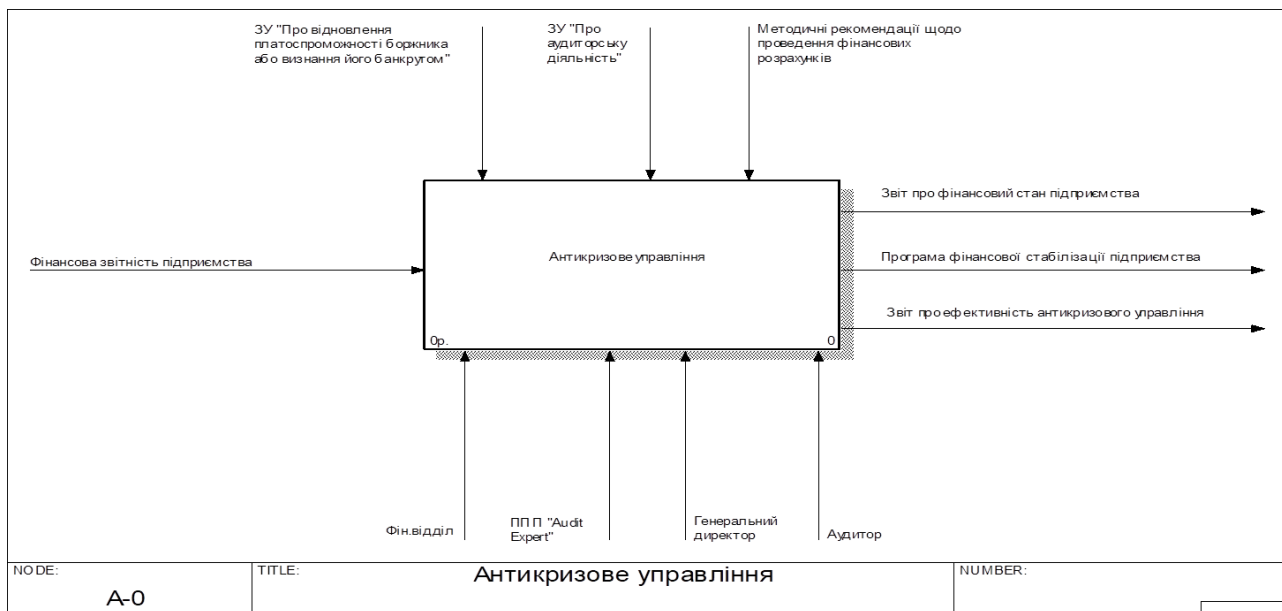 ЗУ "Про відновлення
платоспроможності боржника
або визнання його банкрутом"
ЗУ "Про
аудиторську
діяльність"
Методичні рекомендації щодо
проведення фінансових
розрахунків
Фінансова звітність підприємства
Антикризове управління
0р.
0
Звіт про фінансовий стан підприємства
Програма фінансової стабілізації підприємства
Звіт про ефективність антикризового управління
Фін.відділ
ППП "Audit
Expert"
Генеральний
директор
Аудитор
NODE:
A-0
TITLE:
Антикризове управління
NUMBER: